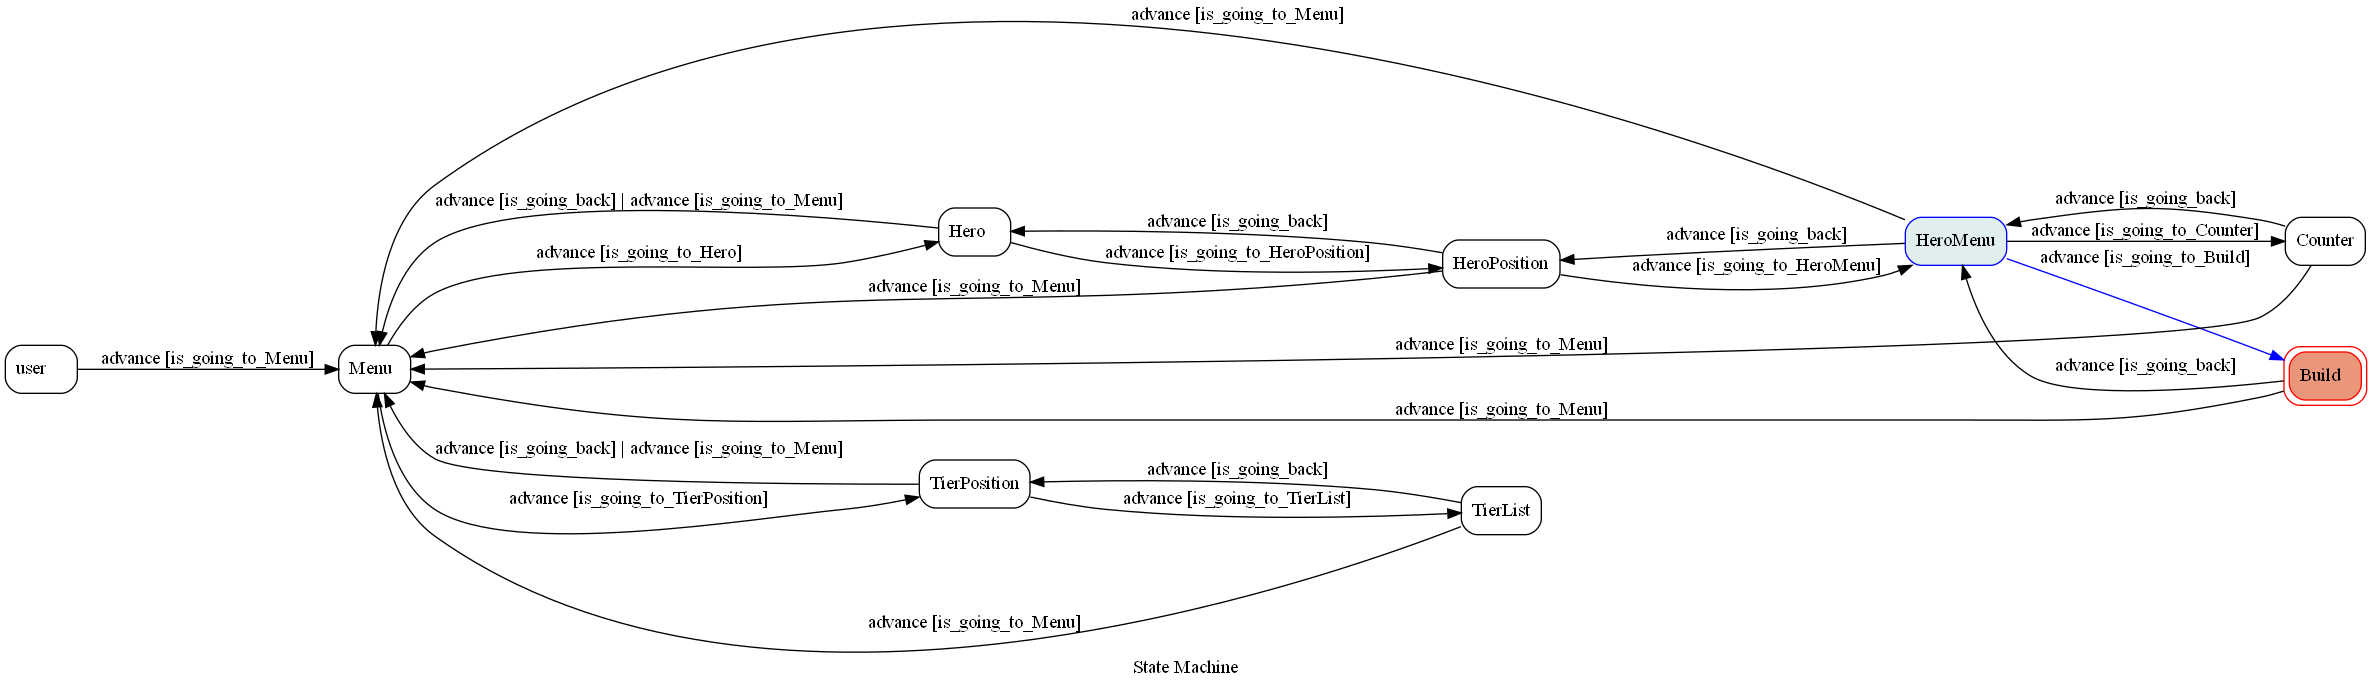 advance [is_going_to_Menu]
advance [is_going_back] | advance [is_going_to_Menu]
advance [is_going_to_Hero]
Hero
advance [is_going_back]
advance [is_going_to_HeroPosition]
advance [is_going_to_Menu]
HeroPosition
advance [is_going_back]
advance [is_going_to_HeroMenu]
HeroMenu
advance [is_going_back]
advance [is_going_to_Counter]
advance [is_going_to_Build]
Counter
user
advance [is_going_to_Menu]
Menu
advance [is_going_to_Menu]
advance [is_going_back]
Build
advance [is_going_to_Menu]
advance [is_going_back] | advance [is_going_to_Menu]
advance [is_going_to_TierPosition]
TierPosition
advance [is_going_back]
advance [is_going_to_TierList]
TierList
advance [is_going_to_Menu]
State Machine